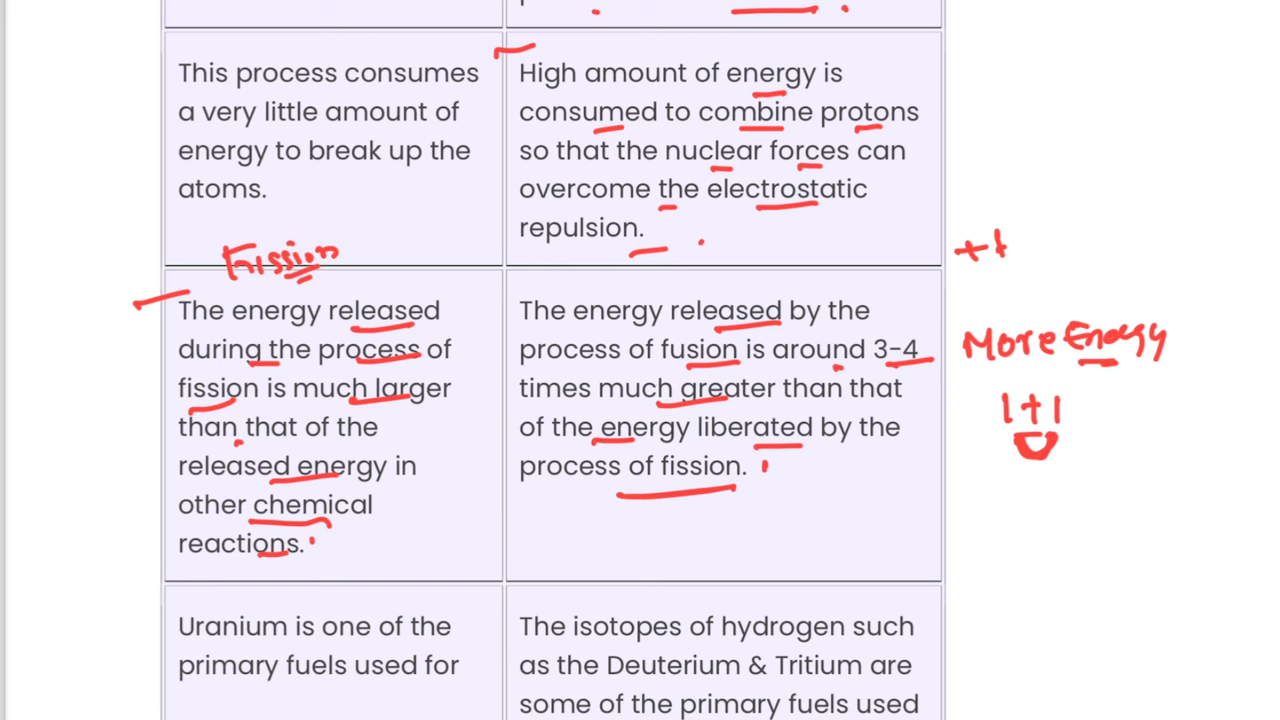 This process consumes
a very little amount of
energy to break up the
atoms.
High amount of energy is
consumed to combine protons
so that the nuclear forces can
overcome the electrostatic
repulsion.
Fission
The energy released
during the process of
fission is much larger
than that of the
released energy in
other chemical
reactions.
The energy released by the
process of fusion is around 3-4
times much greater than that
of the energy liberated by the
process of fission.
++
More Energy
1+1
Uranium is one of the
primary fuels used for
The isotopes of hydrogen such
as the Deuterium & Tritium are
some of the primary fuels used